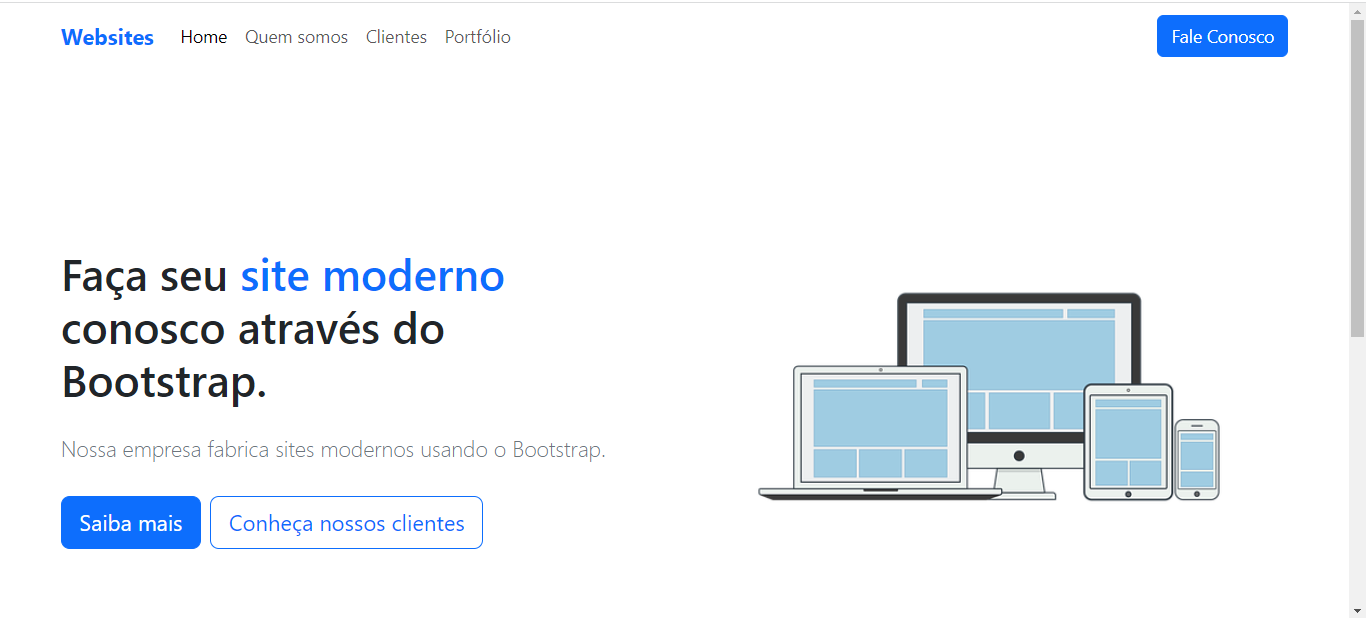 Websites Home Quem somos Clientes Portfólio Fale Conosco
Faça seu site moderno
conosco através do
Bootstrap.
Nossa empresa fabrica sites modernos usando o Bootstrap.
Saiba mais Conheça nossos clientes